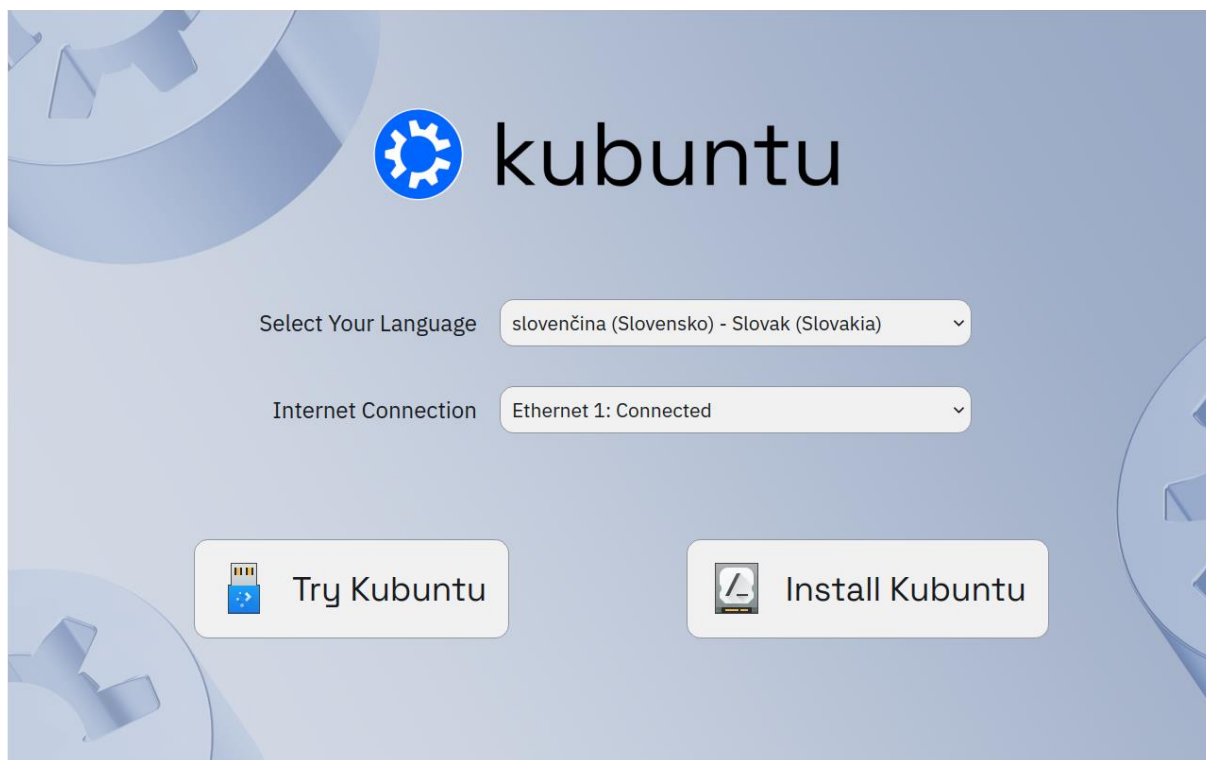 kubuntu
Select Your Language slovenčina (Slovensko) - Slovak (Slovakia)
Internet Connection Ethernet 1: Connected
Try Kubuntu Install Kubuntu